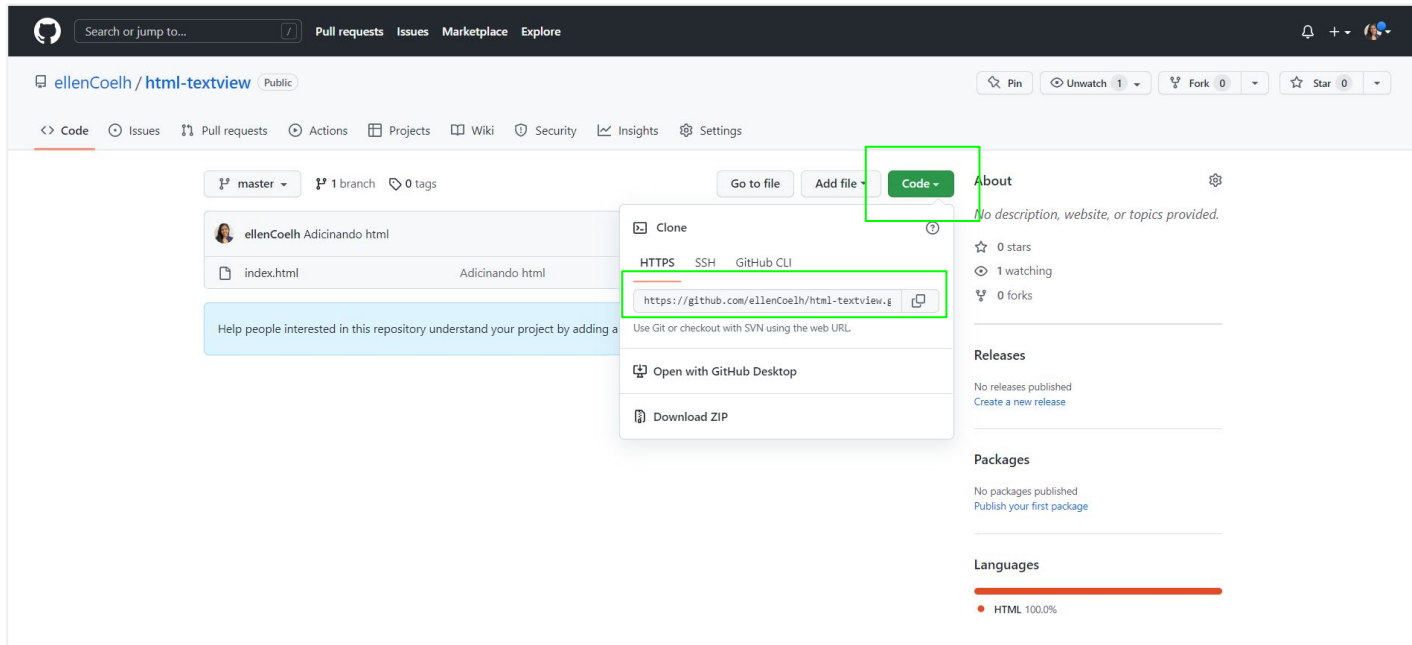 Search or jump to... / Pull requests Issues Marketplace Explore
ellenCoelh / html-textview Public Pin Unwatch 1 Fork 0 Star 0
<> Code Issues Pull requests Actions Projects Wiki Security Insights Settings
master 1 branch 0 tags Go to file Add file Code About
No description, website, or topics provided.
ellenCoelh Adicinando html Clone
0 stars
HTTPS SSH GitHub CLI
index.html Adicinando html 1 watching
https://github.com/ellenCoelh/html-textview.g 0 forks
Help people interested in this repository understand your project by adding a Use Git or checkout with SVN using the web URL.
Releases
Open with GitHub Desktop
No releases published
Create a new release
Download ZIP
Packages
No packages published
Publish your first package
Languages
HTML 100.0%